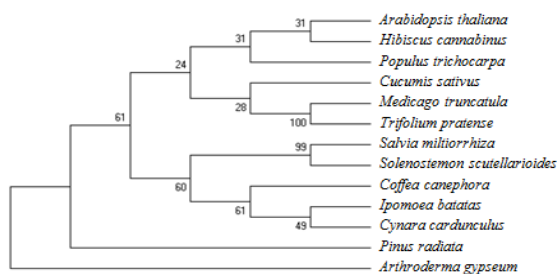 31
Arabidopsis thaliana
Hibiscus cannabinus
31
Populus trichocarpa
24
Cucumis sativus
28
Medicago truncatula
100
Trifolium pratense
61
Salvia miltiorrhiza
99
Solenostemon scutellarioides
60
Coffea canephora
61
Ipomoea batatas
49
Cynara cardunculus
Pinus radiata
Arthroderma gypseum